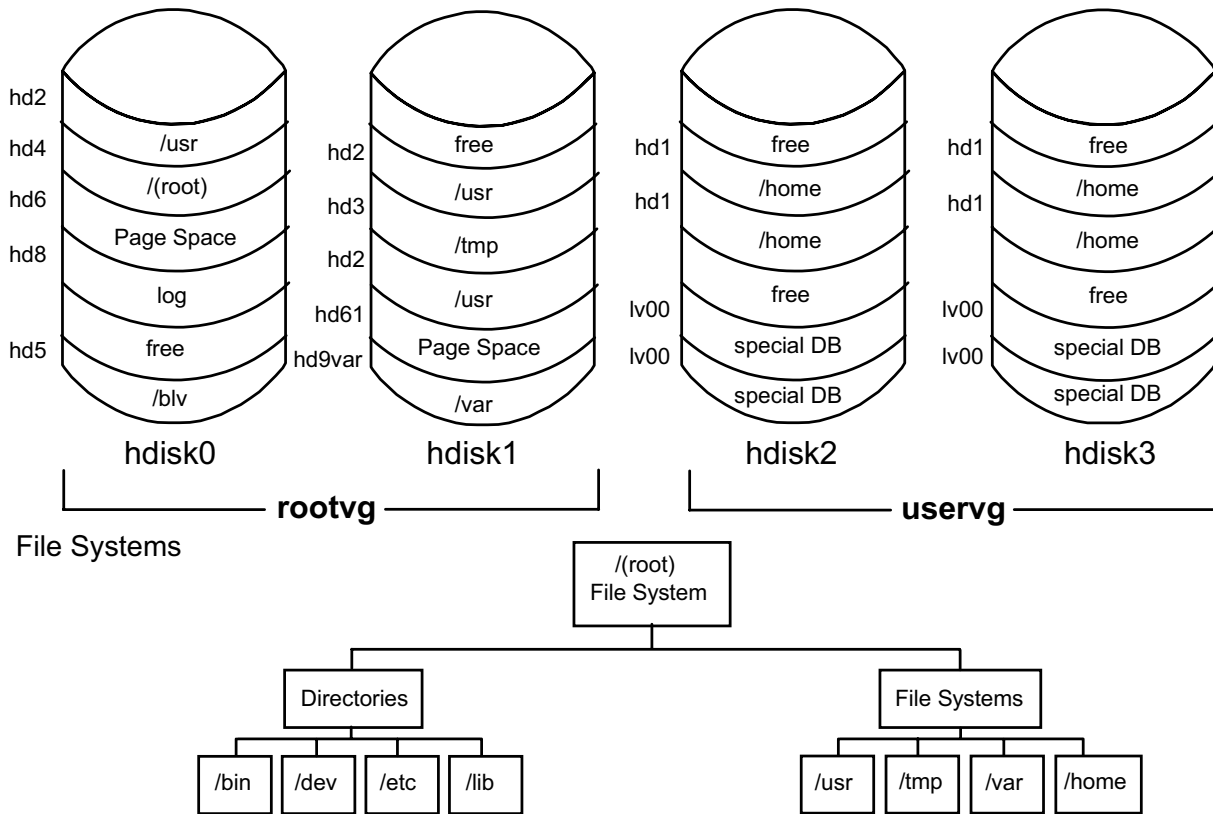 hd2
hd4
hd6
hd8
hd5
/usr
/(root)
Page Space
log
free
/blv
hdisk0
hd2
hd3
hd2
hd61
hd9var
free
/usr
/tmp
/usr
Page Space
/var
hdisk1
hd1
hd1
lv00
lv00
free
/home
/home
free
special DB
special DB
hdisk2
hd1
hd1
lv00
lv00
free
/home
/home
free
special DB
special DB
hdisk3
rootvg
uservg
File Systems
/(root)
File System
Directories
File Systems
/bin
/dev
/etc
/lib
/usr
/tmp
/var
/home